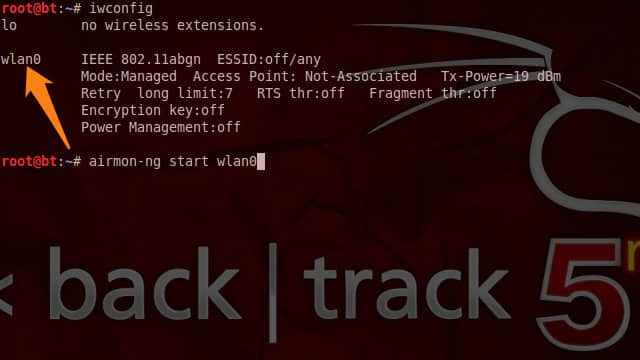 root@bt:~# iwconfig
lo        no wireless extensions.
wlan0     IEEE 802.11abgn  ESSID:off/any
          Mode:Managed  Access Point: Not-Associated   Tx-Power=19 dBm
          Retry  long limit:7   RTS thr:off   Fragment thr:off
          Encryption key:off
          Power Management:off
root@bt:~# airmon-ng start wlan0
< back | track 5